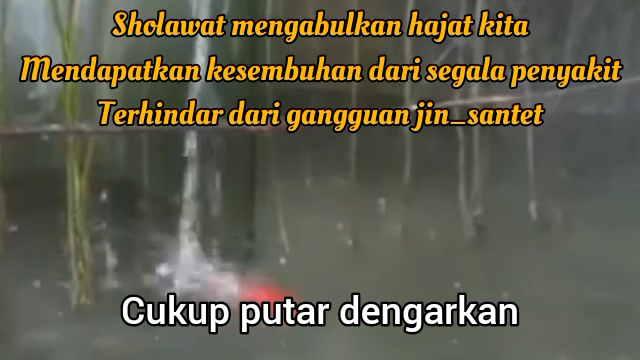 Sholawat mengabulkan hajat kita
Mendapatkan kesembuhan dari segala penyakit
Terhindar dari gangguan jin_santet
Cukup putar dengarkan